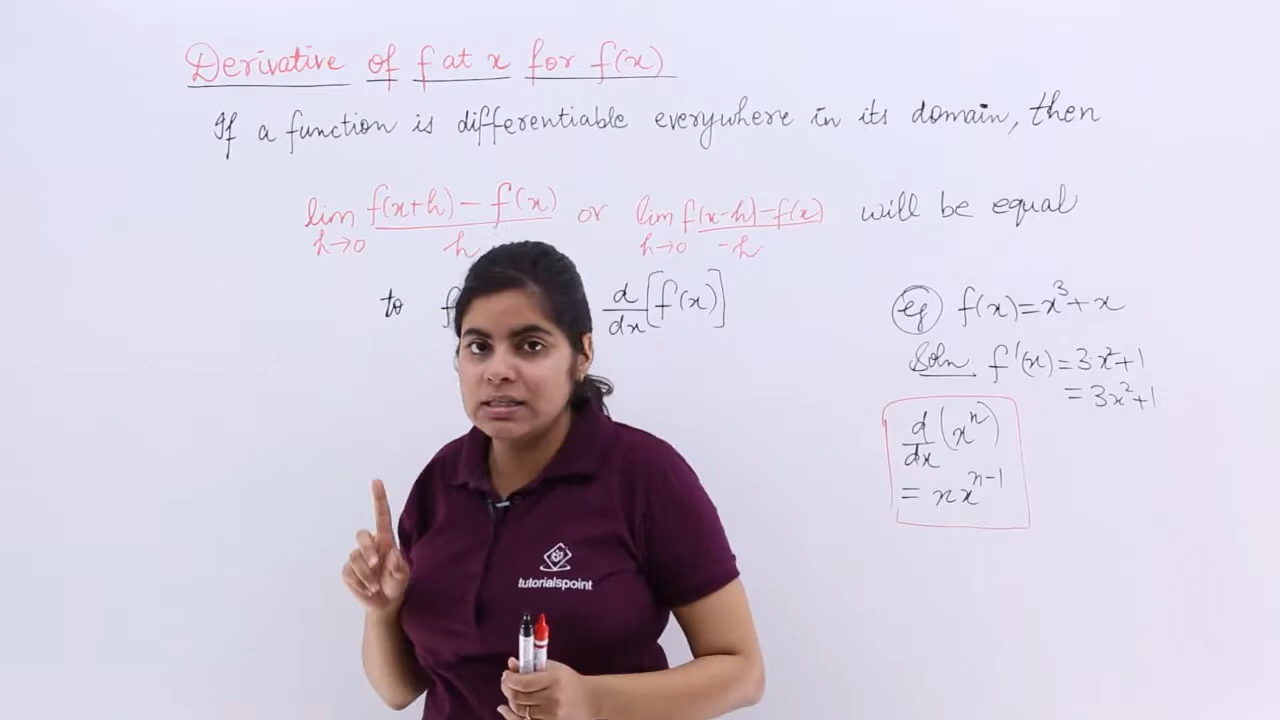 Derivative of f at x for f(x)
If a function is differentiable everywhere in its domain, then
lim h→0 f(x+h) − f(x) / h or lim h→0 f(x-h) − f(x) / -h will be equal
to f d/dx [f(x)]
eg f(x) = x³ + x
Soln f'(x) = 3x² + 1
= 3x² + 1
d/dx (xⁿ)
= nxⁿ⁻¹
tutorialspoint